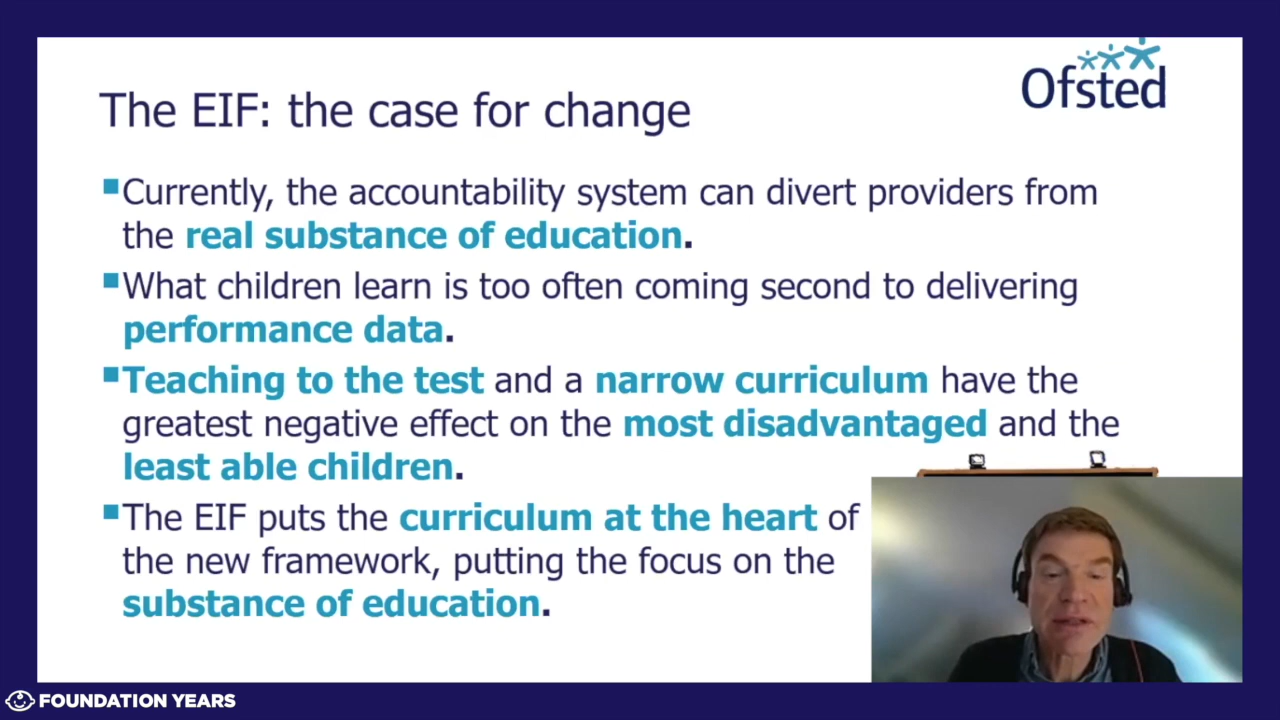 Ofsted
The EIF: the case for change
Currently, the accountability system can divert providers from
the real substance of education.
What children learn is too often coming second to delivering
performance data.
Teaching to the test and a narrow curriculum have the
greatest negative effect on the most disadvantaged and the
least able children.
The EIF puts the curriculum at the heart of
the new framework, putting the focus on the
substance of education.
FOUNDATION YEARS